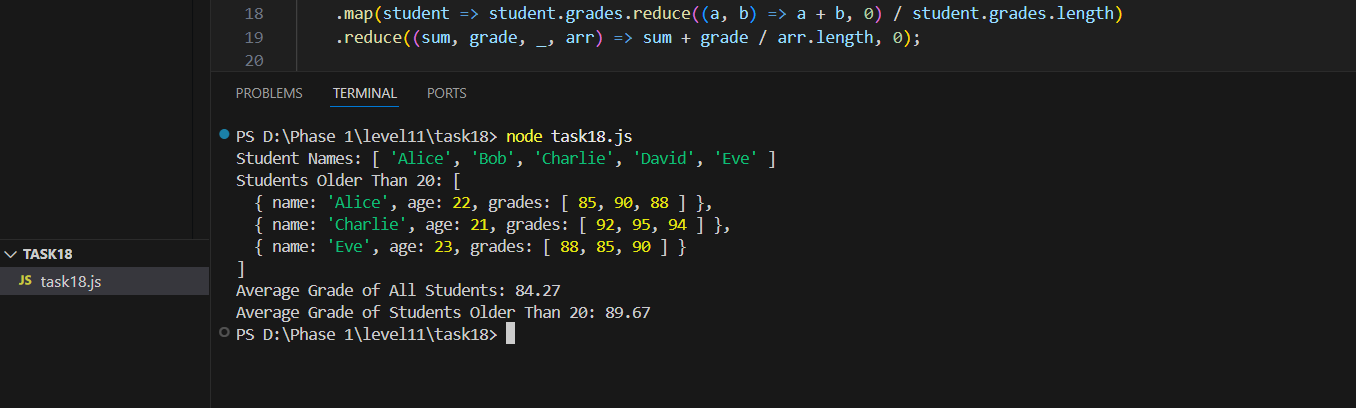 18 .map(student => student.grades.reduce((a, b) => a + b, 0) / student.grades.length)
19 .reduce((sum, grade, _, arr) => sum + grade / arr.length, 0);
20
PROBLEMS TERMINAL PORTS
PS D:\Phase 1\level11\task18> node task18.js
Student Names: [ 'Alice', 'Bob', 'Charlie', 'David', 'Eve' ]
Students Older Than 20: [
{ name: 'Alice', age: 22, grades: [ 85, 90, 88 ] },
{ name: 'Charlie', age: 21, grades: [ 92, 95, 94 ] },
{ name: 'Eve', age: 23, grades: [ 88, 85, 90 ] }
]
Average Grade of All Students: 84.27
Average Grade of Students Older Than 20: 89.67
PS D:\Phase 1\level11\task18>
TASK18
JS task18.js